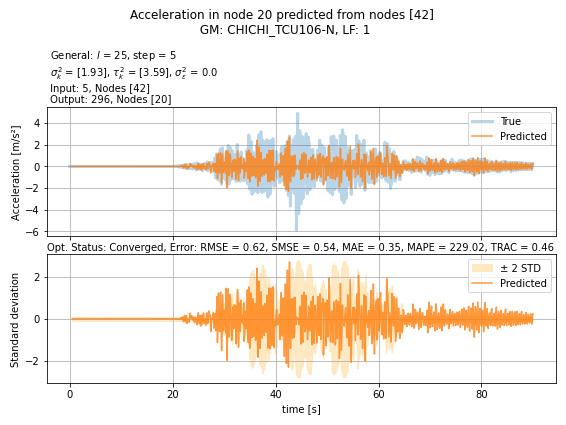 Acceleration in node 20 predicted from nodes [42]
GM: CHICHI_TCU106-N, LF: 1
General: l = 25, step = 5
σ²ₖ = [1.93], τ²ₖ = [3.59], σ²ε = 0.0
Input: 5, Nodes [42]
Output: 296, Nodes [20]
Acceleration [m/s²]
4
2
0
−2
−4
−6
True
Predicted
Opt. Status: Converged, Error: RMSE = 0.62, SMSE = 0.54, MAE = 0.35, MAPE = 229.02, TRAC = 0.46
Standard deviation
2
0
−2
± 2 STD
Predicted
0
20
40
60
80
time [s]